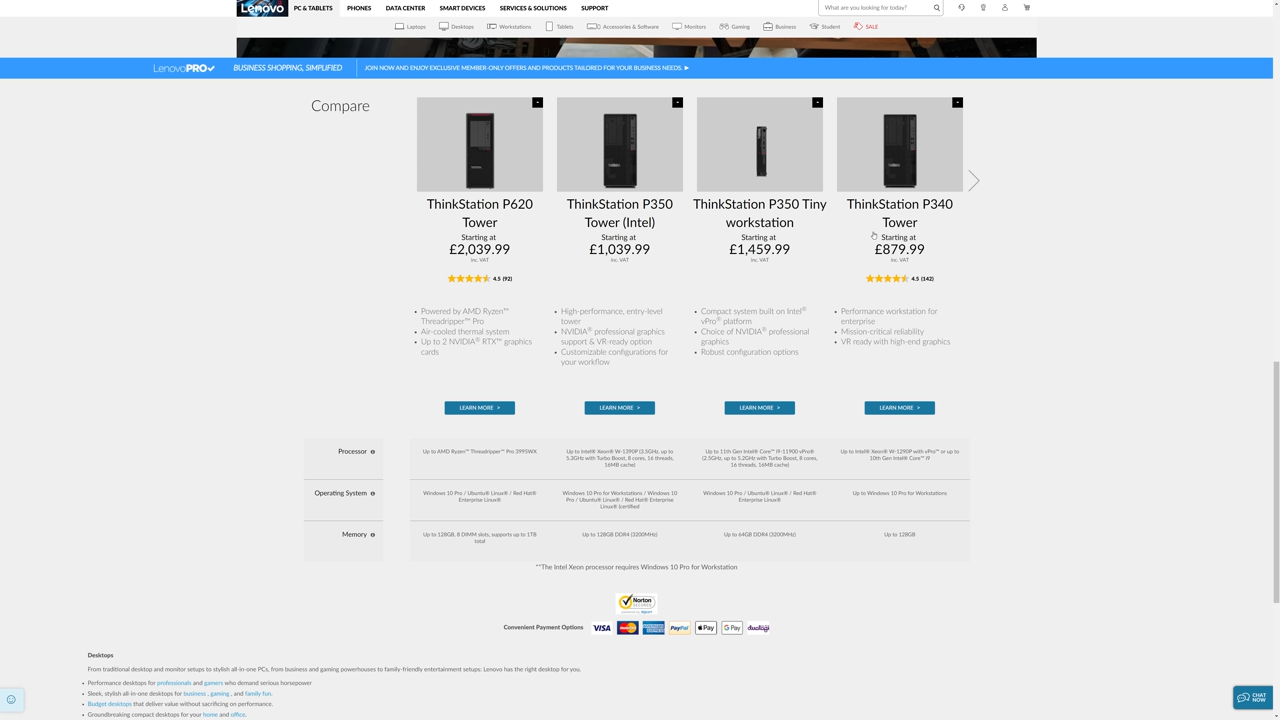 Lenovo
PC & TABLETS
PHONES
DATA CENTER
SMART DEVICES
SERVICES & SOLUTIONS
SUPPORT
What are you looking for today?
Laptops
Desktops
Workstations
Tablets
Accessories & Software
Monitors
Gaming
Business
Student
SALE
LenovoPRO
BUSINESS SHOPPING, SIMPLIFIED
JOIN NOW AND ENJOY EXCLUSIVE MEMBER-ONLY OFFERS AND PRODUCTS TAILORED FOR YOUR BUSINESS NEEDS. ►
Compare
ThinkStation P620
Tower
Starting at
£2,039.99
inc. VAT
4.5 (92)
• Powered by AMD Ryzen™
Threadripper™ Pro
• Air-cooled thermal system
• Up to 2 NVIDIA® RTX™ graphics
cards
LEARN MORE >
ThinkStation P350
Tower (Intel)
Starting at
£1,039.99
inc. VAT
• High-performance, entry-level
tower
• NVIDIA® professional graphics
support & VR-ready option
• Customizable configurations for
your workflow
LEARN MORE >
ThinkStation P350 Tiny
workstation
Starting at
£1,459.99
inc. VAT
• Compact system built on Intel®
vPro® platform
• Choice of NVIDIA® professional
graphics
• Robust configuration options
LEARN MORE >
ThinkStation P340
Tower
Starting at
£879.99
inc. VAT
4.5 (142)
• Performance workstation for
enterprise
• Mission-critical reliability
• VR ready with high-end graphics
LEARN MORE >
Processor
Up to AMD Ryzen™ Threadripper™ Pro 3995WX
Up to Intel® Xeon® W-1390P (3.5GHz, up to
5.3GHz with Turbo Boost, 8 cores, 16 threads,
16MB cache)
Up to 11th Gen Intel® Core™ i9-11900 vPro®
(2.5GHz, up to 5.2GHz with Turbo Boost, 8 cores,
16 threads, 16MB cache)
Up to Intel® Xeon® W-1290P with vPro™ or up to
10th Gen Intel® Core™ i9
Operating System
Windows 10 Pro / Ubuntu® Linux® / Red Hat®
Enterprise Linux®
Windows 10 Pro for Workstations / Windows 10
Pro / Ubuntu® Linux® / Red Hat® Enterprise
Linux® (certified
Windows 10 Pro / Ubuntu® Linux® / Red Hat®
Enterprise Linux®
Up to Windows 10 Pro for Workstations
Memory
Up to 128GB, 8 DIMM slots, supports up to 1TB
total
Up to 128GB DDR4 (3200MHz)
Up to 64GB DDR4 (3200MHz)
Up to 128GB
**The Intel Xeon processor requires Windows 10 Pro for Workstation
Norton
SECURED
Convenient Payment Options
VISA
PayPal
Apple Pay
G Pay
duologi
Desktops
From traditional desktop and monitor setups to stylish all-in-one PCs, from business and gaming powerhouses to family-friendly entertainment setups: Lenovo has the right desktop for you.
• Performance desktops for professionals and gamers who demand serious horsepower
• Sleek, stylish all-in-one desktops for business , gaming , and family fun.
• Budget desktops that deliver value without sacrificing on performance.
• Groundbreaking compact desktops for your home and office.
CHAT
NOW